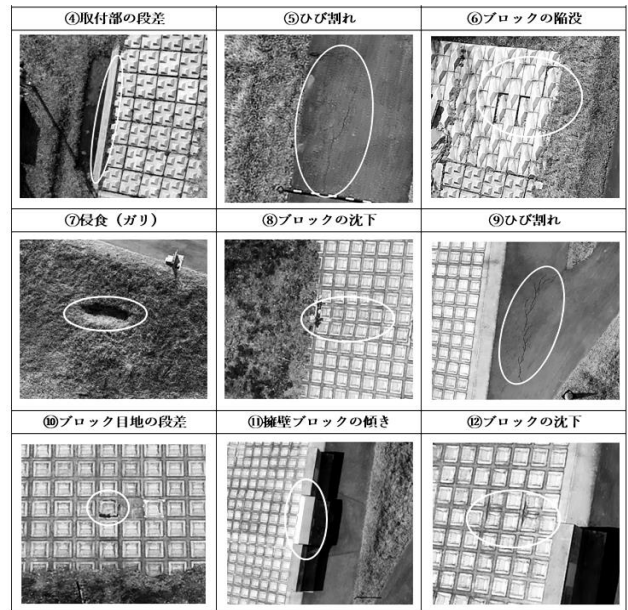 ④取付部の段差
⑤ひび割れ
⑥ブロックの陥没
⑦侵食（ガリ）
⑧ブロックの沈下
⑨ひび割れ
⑩ブロック目地の段差
⑪擁壁ブロックの傾き
⑫ブロックの沈下